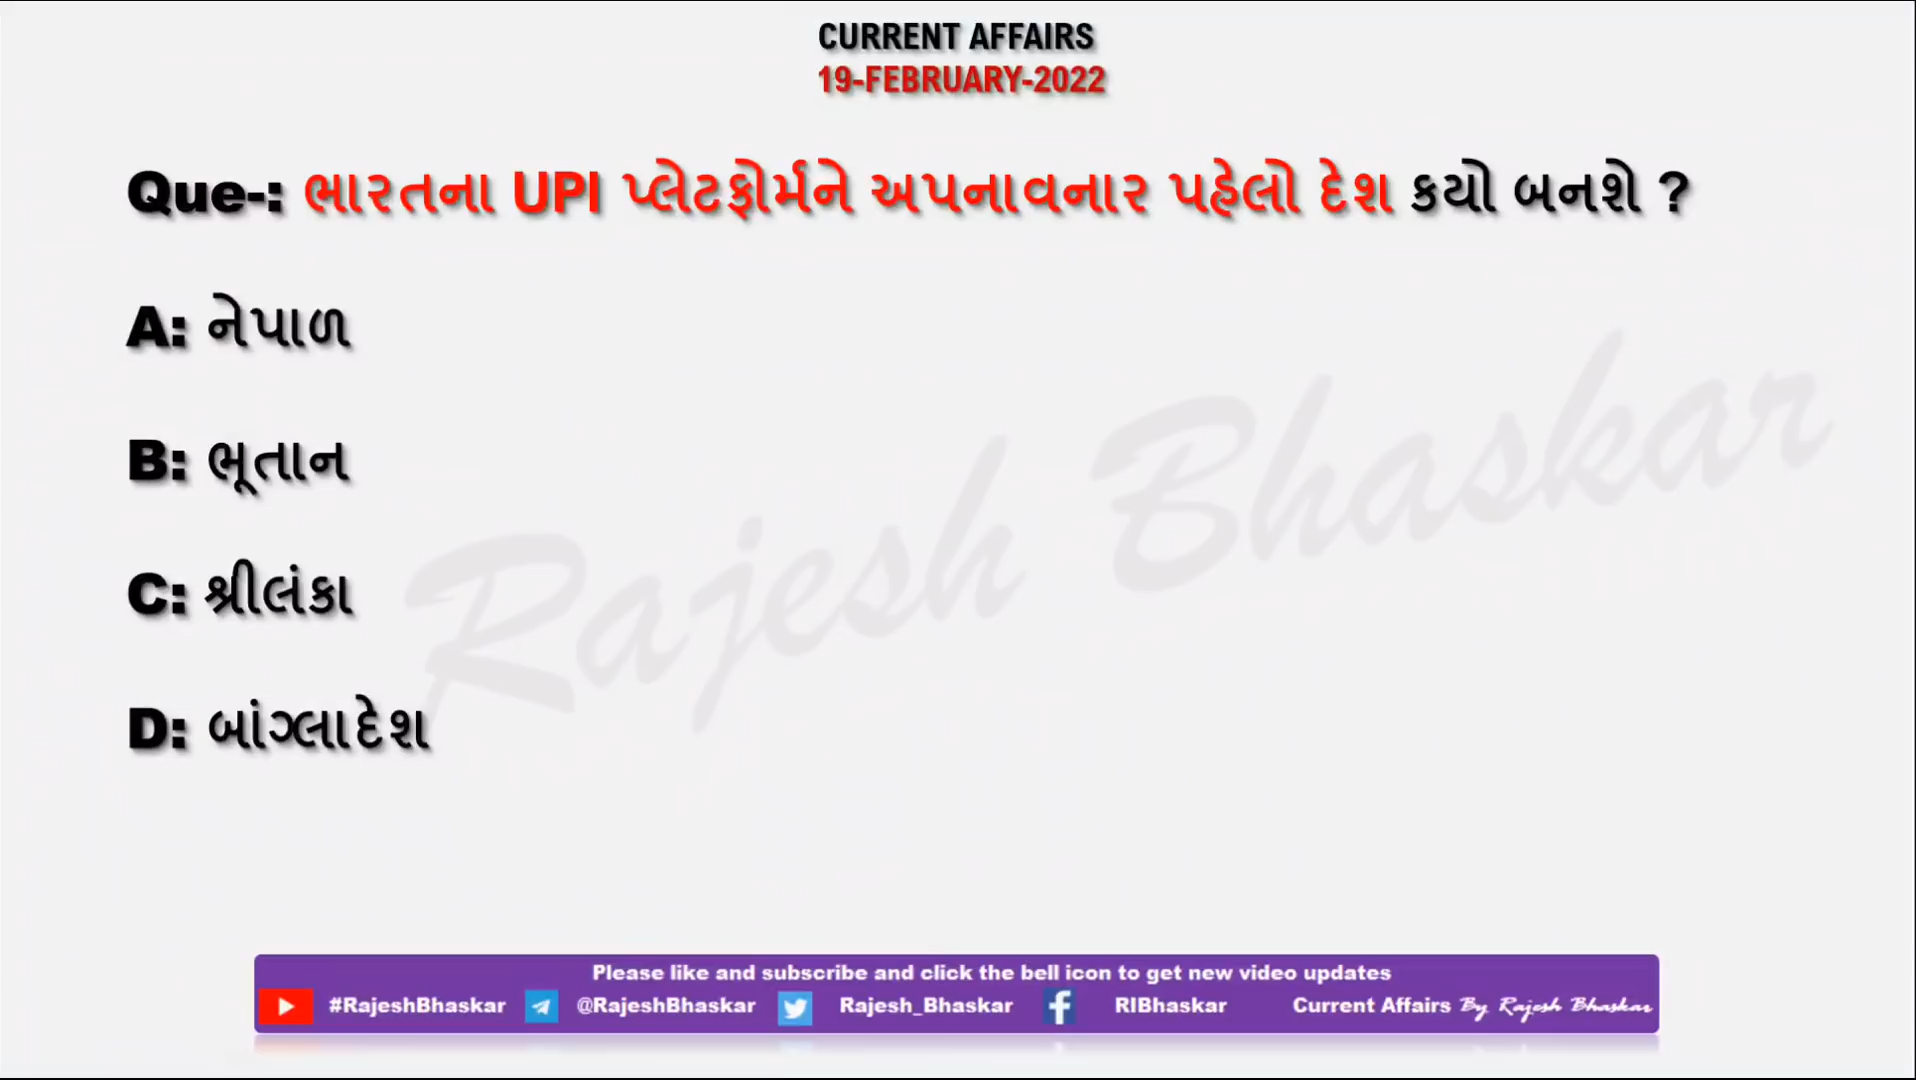 CURRENT AFFAIRS
19-FEBRUARY-2022
Que-: ભારતના UPI પ્લેટફોર્મને અપનાવનાર પહેલો દેશ કયો બનશે ?
A: નેપાળ
B: ભૂતાન
C: શ્રીલંકા
D: બાંગ્લાદેશ
Rajesh Bhaskar
Please like and subscribe and click the bell icon to get new video updates
#RajeshBhaskar @RajeshBhaskar Rajesh_Bhaskar RIBhaskar Current Affairs By Rajesh Bhaskar